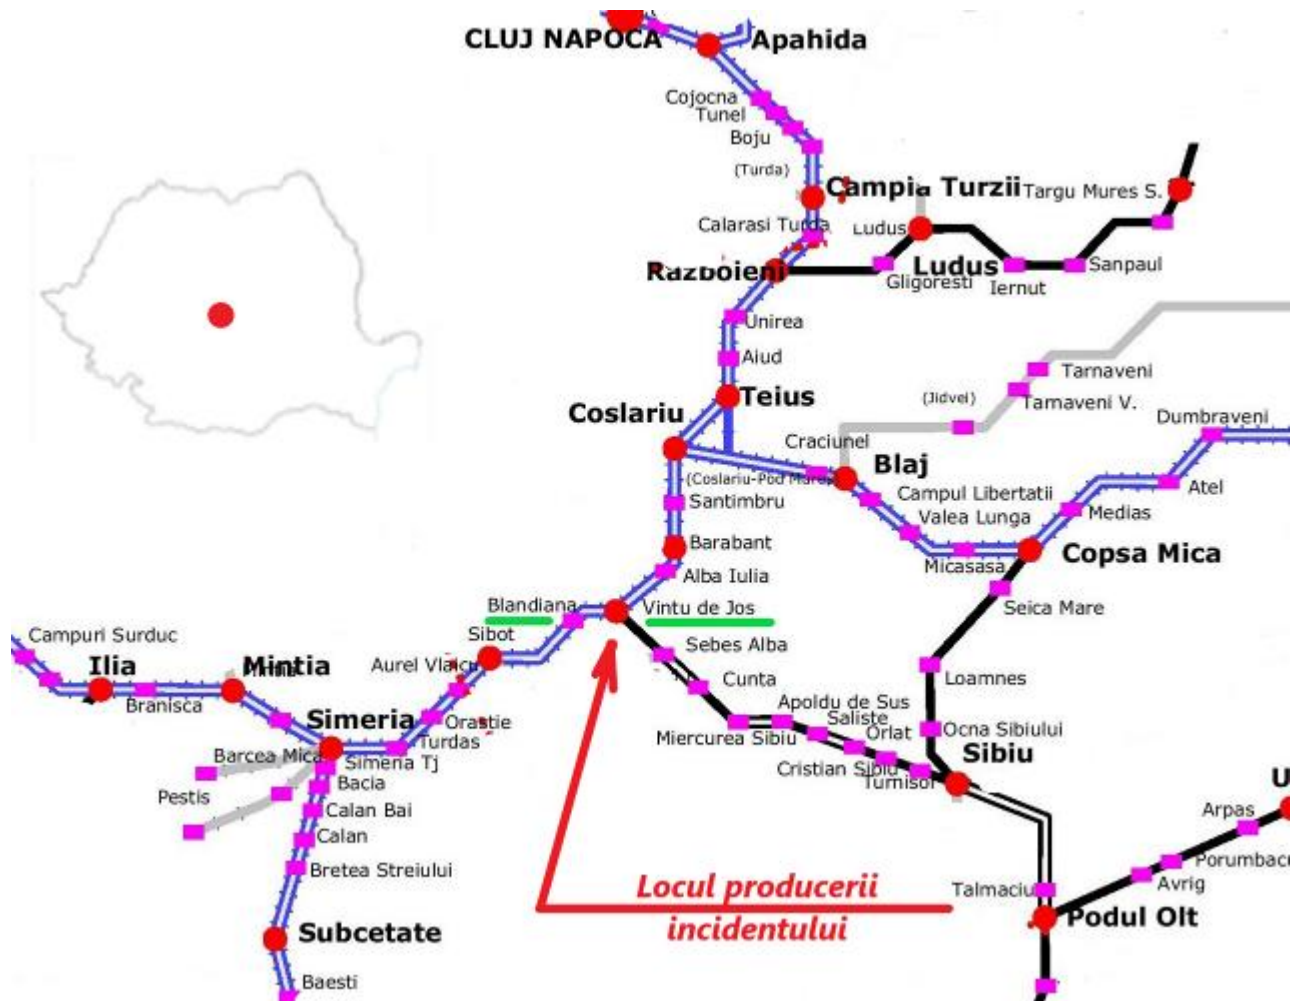 CLUJ NAPOCA
Apahida
Cojocna
Tunel
Boju
(Turda)
Campia Turzii
Targu Mures S.
Calarasi Turda
Ludus
Razboieni
Ludus
Sanpaul
Gligoresti
Iernut
Unirea
Aiud
Tarnaveni
Teius
(Jidvei)
Tarnaveni V.
Coslariu
Dumbraveni
Craciunel
Blaj
(Coslariu-Pod Mures)
Campul Libertatii
Atel
Santimbru
Valea Lunga
Medias
Barabant
Copsa Mica
Micasasa
Alba Iulia
Blandiana
Vintu de Jos
Seica Mare
Campuri Surduc
Sibot
Sebes Alba
Ilia
Mintia
Aurel Vlaicu
Cunta
Loamnes
Branisca
Apoldu de Sus
Simeria
Orastie
Saliste
Turdas
Miercurea Sibiu
Orlat
Ocna Sibiului
Barcea Mica
Simeria Tj
Cristian Sibiu
Sibiu
Turnisor
Bacia
Pestis
U
Calan Bai
Arpas
Calan
Porumbacu
Bretea Streiului
Avrig
Locul producerii
Talmaciu
incidentului
Podul Olt
Subcetate
Baesti